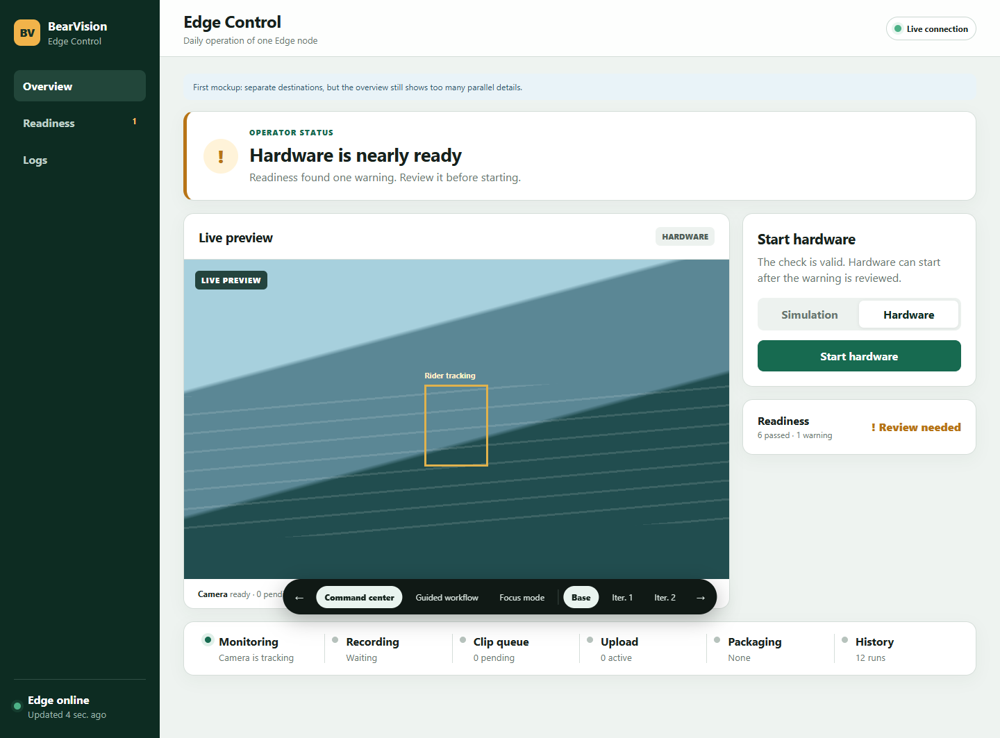 BV
BearVision
Edge Control
Overview
Readiness
1
Logs
Edge online
Updated 4 sec. ago
Edge Control
Daily operation of one Edge node
Live connection
First mockup: separate destinations, but the overview still shows too many parallel details.
!
OPERATOR STATUS
Hardware is nearly ready
Readiness found one warning. Review it before starting.
Live preview
HARDWARE
LIVE PREVIEW
Rider tracking
Camera ready · 0 pendi
Start hardware
The check is valid. Hardware can start
after the warning is reviewed.
Simulation
Hardware
Start hardware
Readiness
6 passed · 1 warning
! Review needed
← Command center Guided workflow Focus mode Base Iter. 1 Iter. 2 →
Monitoring
Camera is tracking
Recording
Waiting
Clip queue
0 pending
Upload
0 active
Packaging
None
History
12 runs